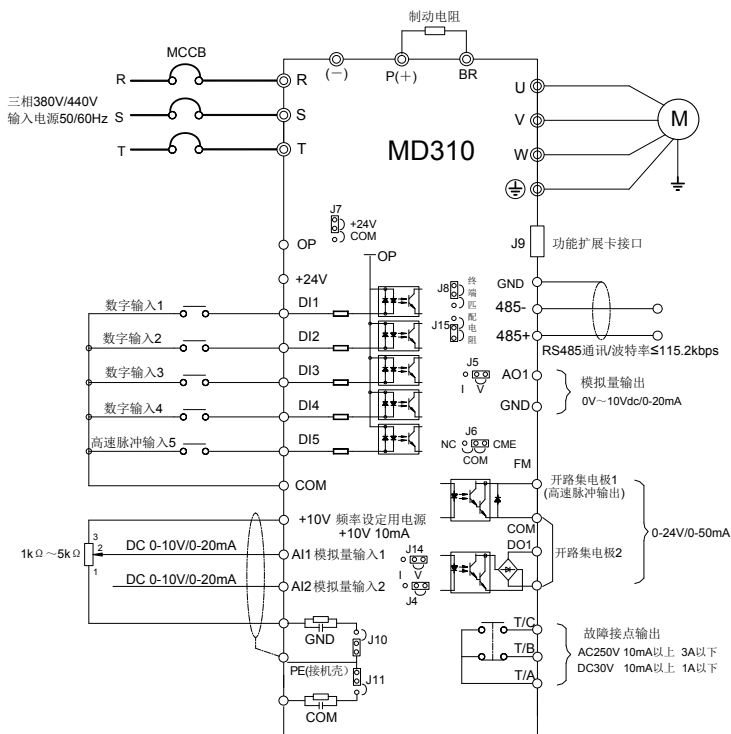 制动电阻
MCCB
(－)
P(＋)
BR
R
R
U
三相380V/440V
输入电源50/60Hz
S
S
V
M
T
T
MD310
W
J7
+24V
COM
OP
OP
J9
功能扩展卡接口
+24V
GND
数字输入1
DI1
J8
终端匹配电阻
485-
数字输入2
DI2
J15
485+
RS485通讯/波特率≤115.2kbps
数字输入3
DI3
J5
I V
AO1
模拟量输出
0V～10Vdc/0-20mA
数字输入4
DI4
GND
高速脉冲输入5
DI5
J6
NC
CME
COM
FM
COM
开路集电极1
(高速脉冲输出)
+10V 频率设定用电源
+10V 10mA
COM
0-24V/0-50mA
DO1
开路集电极2
1kΩ～5kΩ
3
2
1
DC 0-10V/0-20mA
AI1 模拟量输入1
J14
I V
DC 0-10V/0-20mA
AI2 模拟量输入2
J4
GND
J10
T/C
故障接点输出
T/B
AC250V 10mA以上 3A以下
PE(接机壳)
J11
DC30V 10mA以上 1A以下
T/A
COM